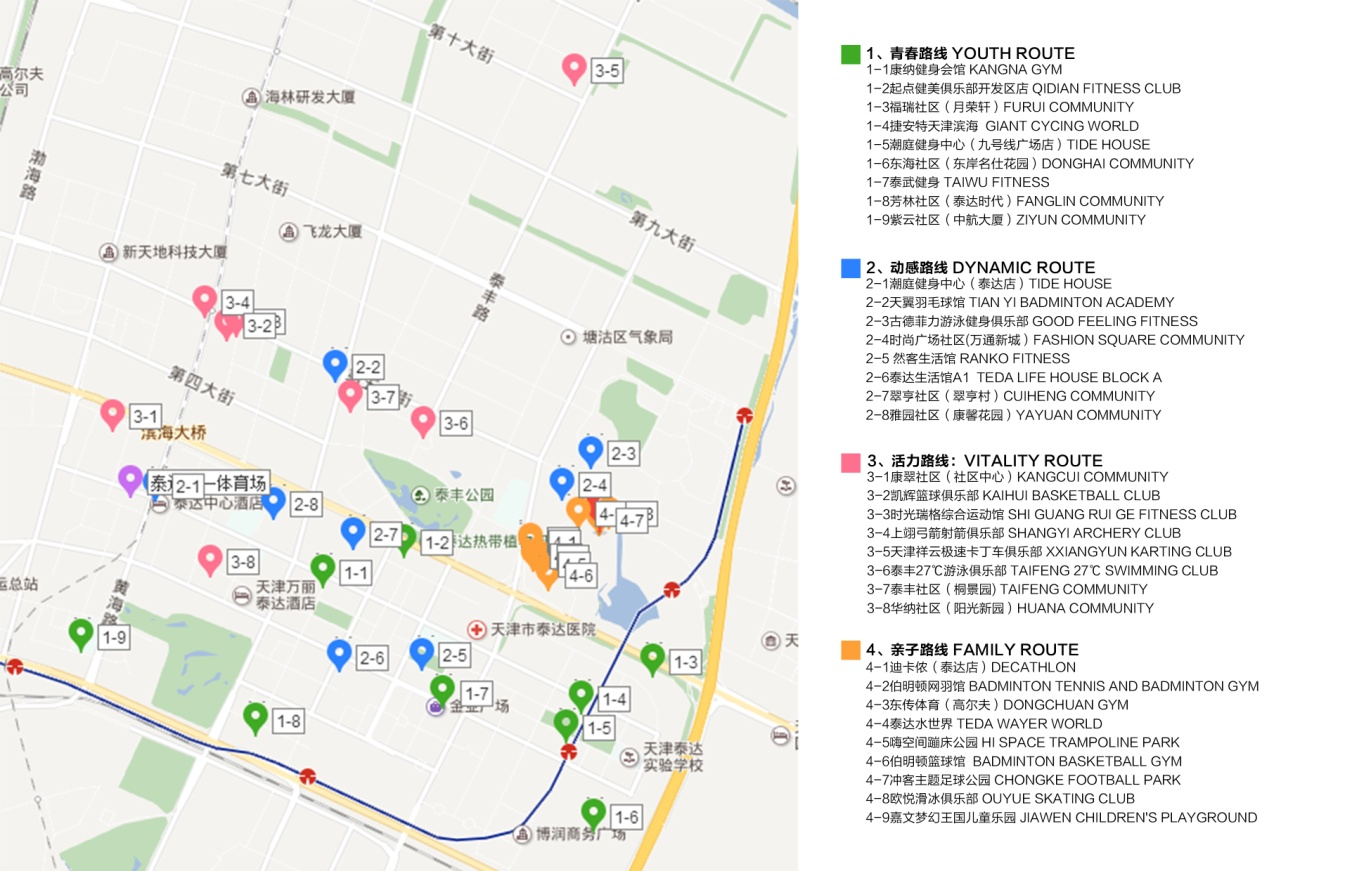 第十大街
3-5
高尔夫
公司
海林研发大厦
渤海路
第七大街
第九大街
飞龙大厦
新天地科技大厦
泰丰路
3-4
3-2
塘沽区气象局
2-2
第四大街
3-7
街
3-1
3-6
滨海大桥
2-3
2-4
2-1
体育场
泰达中心酒店
2-8
泰丰公园
4-7
2-7
1-2
泰达热带植
4-1
4-6
3-8
1-1
天津万丽
泰达酒店
运总站
黄海路
1-9
天津市泰达医院
2-6
2-5
1-3
1-7
1-4
1-8
1-5
天津泰达
实验学校
1-6
博润商务广场
1、青春路线 YOUTH ROUTE
1-1康纳健身会馆 KANGNA GYM
1-2起点健美俱乐部开发区店 QIDIAN FITNESS CLUB
1-3福瑞社区（月荣轩）FURUI COMMUNITY
1-4捷安特天津滨海 GIANT CYCING WORLD
1-5潮庭健身中心（九号线广场店）TIDE HOUSE
1-6东海社区（东岸名仕花园）DONGHAI COMMUNITY
1-7泰武健身 TAIWU FITNESS
1-8芳林社区（泰达时代）FANGLIN COMMUNITY
1-9紫云社区（中航大厦）ZIYUN COMMUNITY
2、动感路线 DYNAMIC ROUTE
2-1潮庭健身中心（泰达店）TIDE HOUSE
2-2天翼羽毛球馆 TIAN YI BADMINTON ACADEMY
2-3古德菲力游泳健身俱乐部 GOOD FEELING FITNESS
2-4时尚广场社区(万通新城）FASHION SQUARE COMMUNITY
2-5 然客生活馆 RANKO FITNESS
2-6泰达生活馆A1 TEDA LIFE HOUSE BLOCK A
2-7翠亨社区（翠亨村）CUIHENG COMMUNITY
2-8雅园社区（康馨花园）YAYUAN COMMUNITY
3、活力路线：VITALITY ROUTE
3-1康翠社区（社区中心）KANGCUI COMMUNITY
3-2凯辉篮球俱乐部 KAIHUI BASKETBALL CLUB
3-3时光瑞格综合运动馆 SHI GUANG RUI GE FITNESS CLUB
3-4上翊弓箭射箭俱乐部 SHANGYI ARCHERY CLUB
3-5天津祥云极速卡丁车俱乐部 XXIANGYUN KARTING CLUB
3-6泰丰27℃游泳俱乐部 TAIFENG 27℃ SWIMMING CLUB
3-7泰丰社区（桐景园) TAIFENG COMMUNITY
3-8华纳社区（阳光新园）HUANA COMMUNITY
4、亲子路线 FAMILY ROUTE
4-1迪卡侬（泰达店）DECATHLON
4-2伯明顿网羽馆 BADMINTON TENNIS AND BADMINTON GYM
4-3东传体育（高尔夫）DONGCHUAN GYM
4-4泰达水世界 TEDA WAYER WORLD
4-5嗨空间蹦床公园 HI SPACE TRAMPOLINE PARK
4-6伯明顿篮球馆 BADMINTON BASKETBALL GYM
4-7冲客主题足球公园 CHONGKE FOOTBALL PARK
4-8欧悦滑冰俱乐部 OUYUE SKATING CLUB
4-9嘉文梦幻王国儿童乐园 JIAWEN CHILDREN'S PLAYGROUND